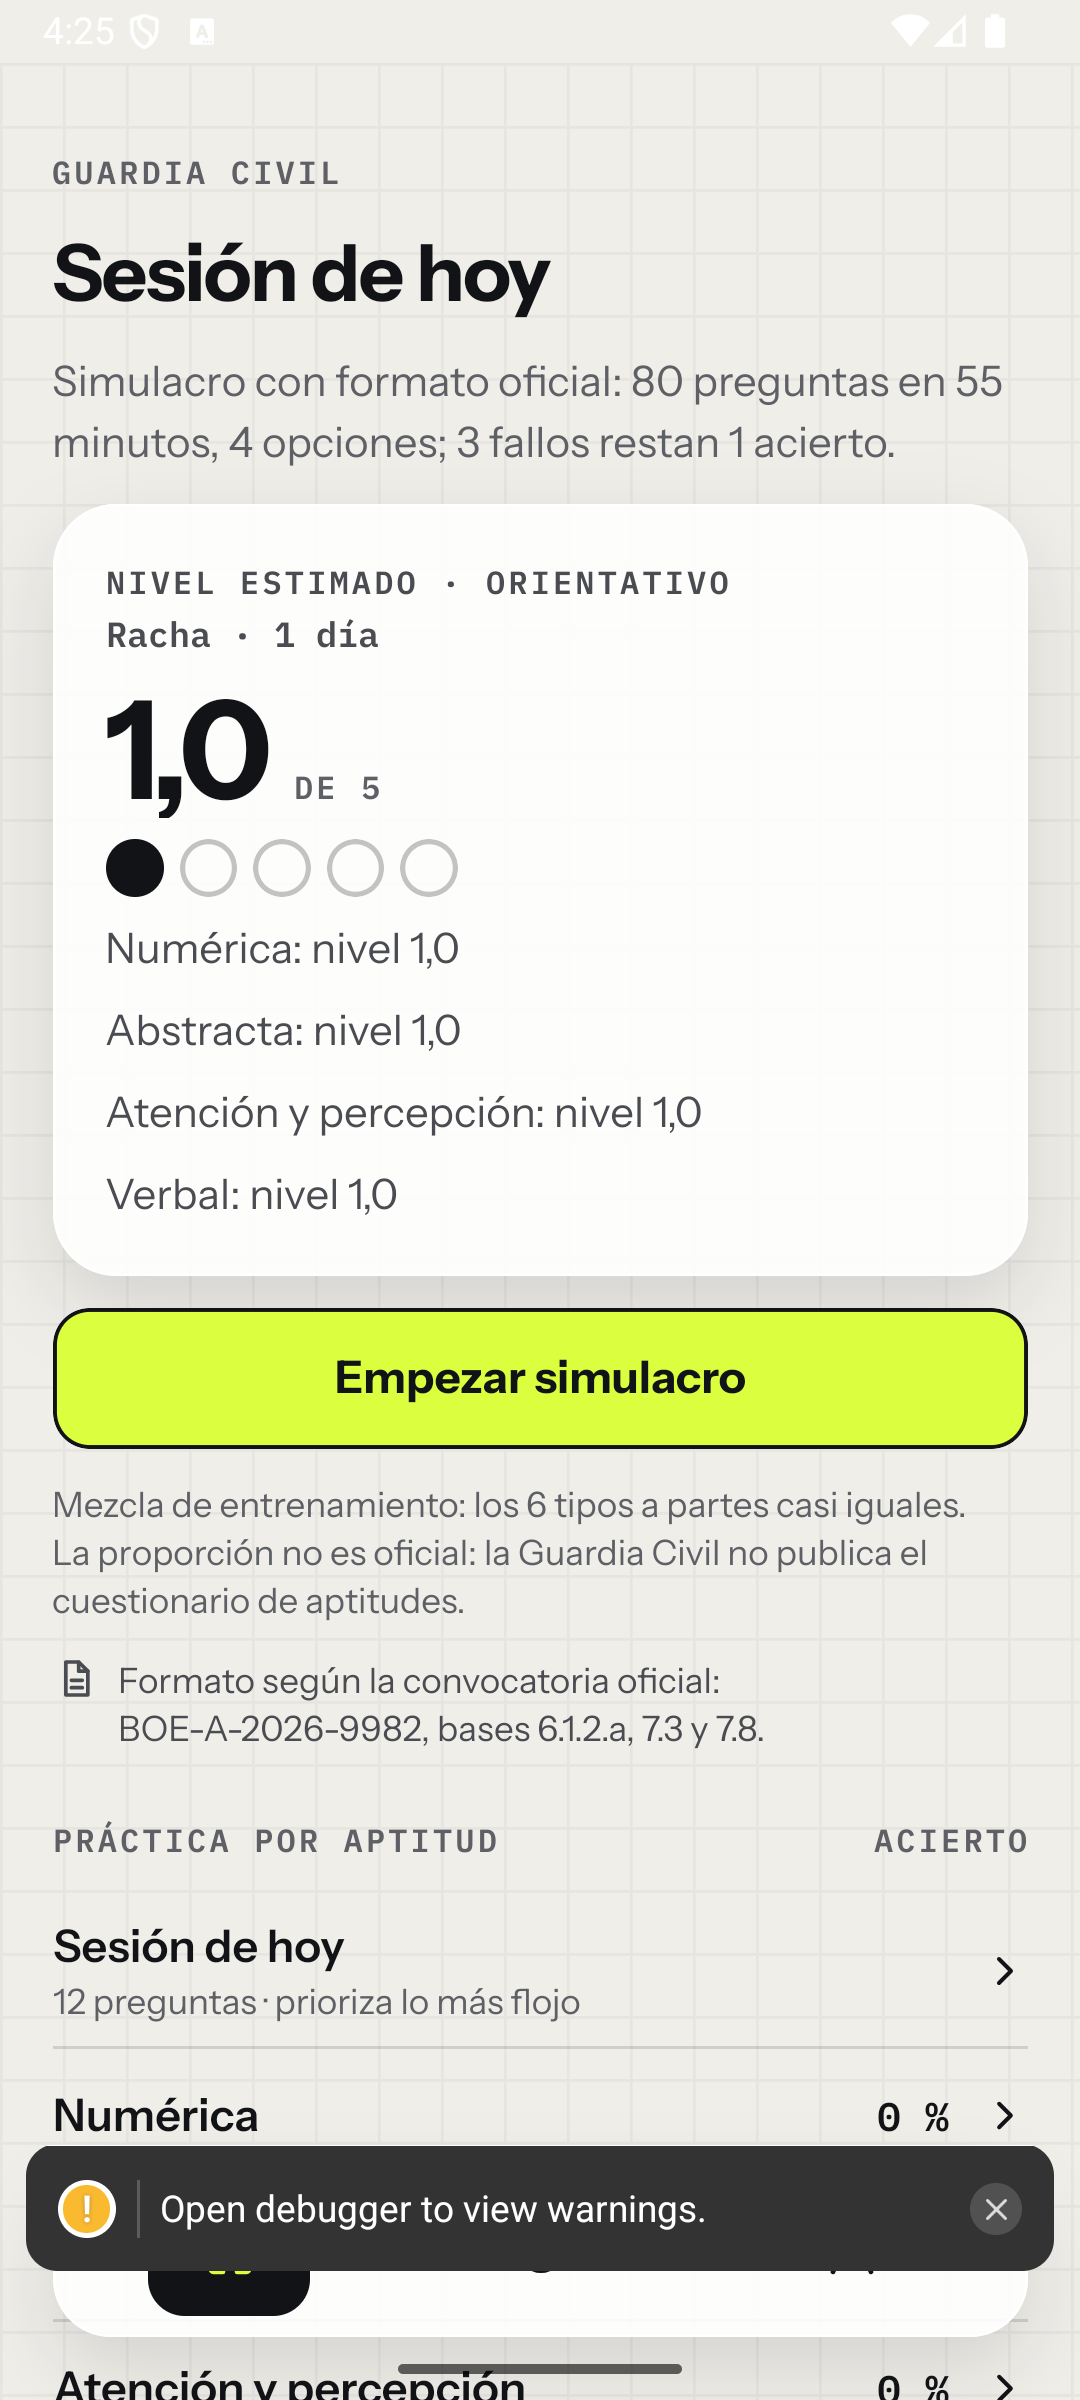 4:25
GUARDIA CIVIL
Sesión de hoy
Simulacro con formato oficial: 80 preguntas en 55
minutos, 4 opciones; 3 fallos restan 1 acierto.
NIVEL ESTIMADO · ORIENTATIVO
Racha · 1 día
1,0 DE 5
Numérica: nivel 1,0
Abstracta: nivel 1,0
Atención y percepción: nivel 1,0
Verbal: nivel 1,0
Empezar simulacro
Mezcla de entrenamiento: los 6 tipos a partes casi iguales.
La proporción no es oficial: la Guardia Civil no publica el
cuestionario de aptitudes.
Formato según la convocatoria oficial:
BOE-A-2026-9982, bases 6.1.2.a, 7.3 y 7.8.
PRÁCTICA POR APTITUD ACIERTO
Sesión de hoy
12 preguntas · prioriza lo más flojo
Numérica 0 %
Open debugger to view warnings.
Atención y percepción 0 %